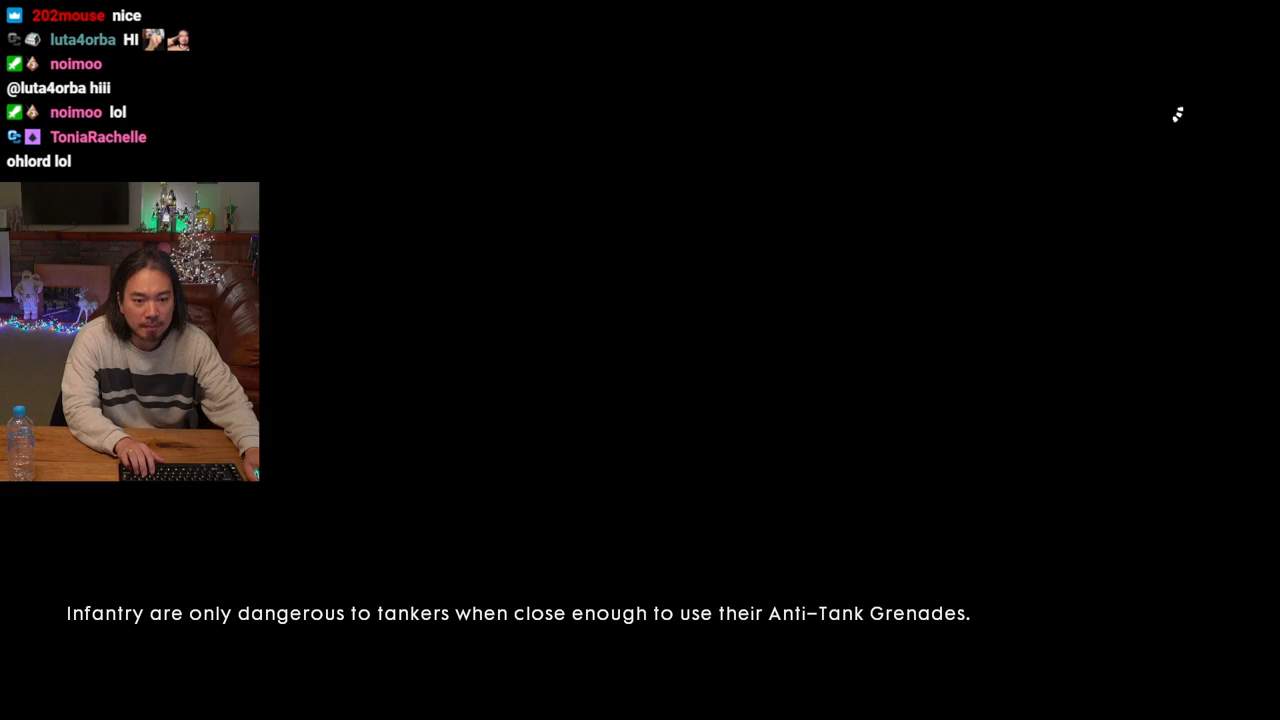 202mouse nice
luta4orba HI
noimoo
@luta4orba hiii
noimoo lol
ToniaRachelle
ohlord lol
Infantry are only dangerous to tankers when close enough to use their Anti-Tank Grenades.